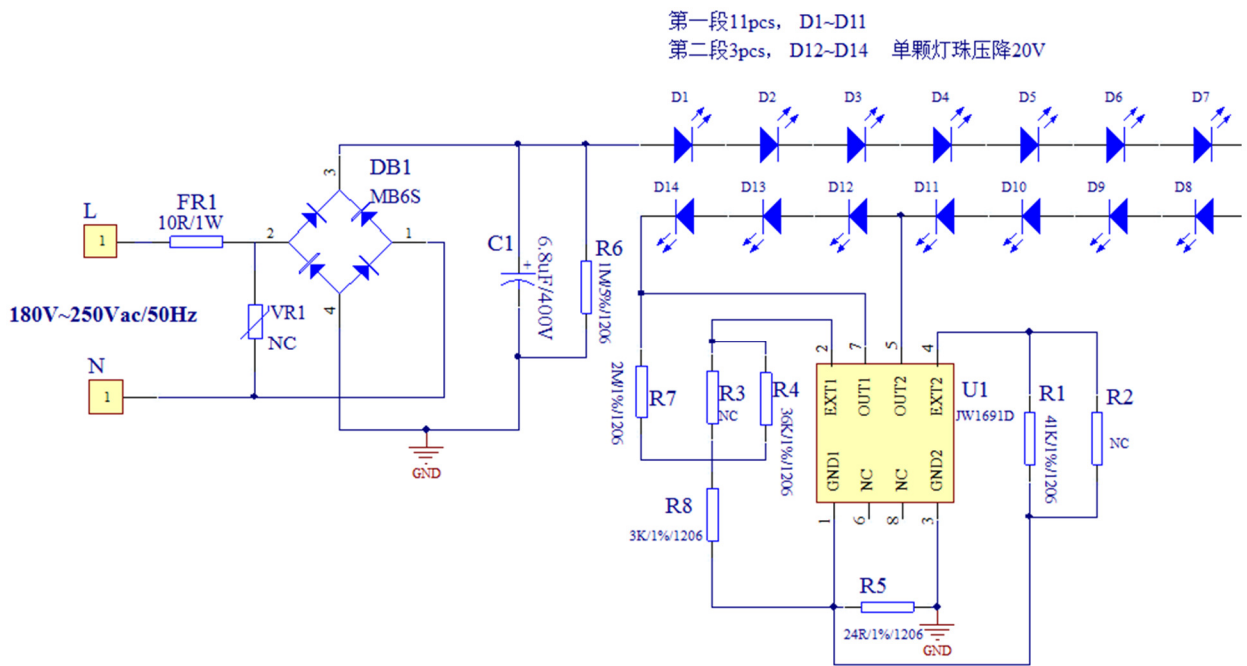 第一段11pcs， D1~D11
第二段3pcs， D12~D14 单颗灯珠压降20V
D1 D2 D3 D4 D5 D6 D7
D14 D13 D12 D11 D10 D9 D8
DB1
MB6S
3
2
1
4
L
1
FR1
10R/1W
180V~250Vac/50Hz
VR1
NC
N
1
C1
+
6.8uF/400V
R6
1M/5%/1206
GND
R7
2M/1%/1206
R3
NC
R4
36K/1%/1206
R8
3K/1%/1206
2 7 5 4
EXT1 OUT1 OUT2 EXT2
GND1 NC NC GND2
1 6 8 3
U1
JW1691D
R1
41K/1%/1206
R2
NC
R5
24R/1%/1206
GND